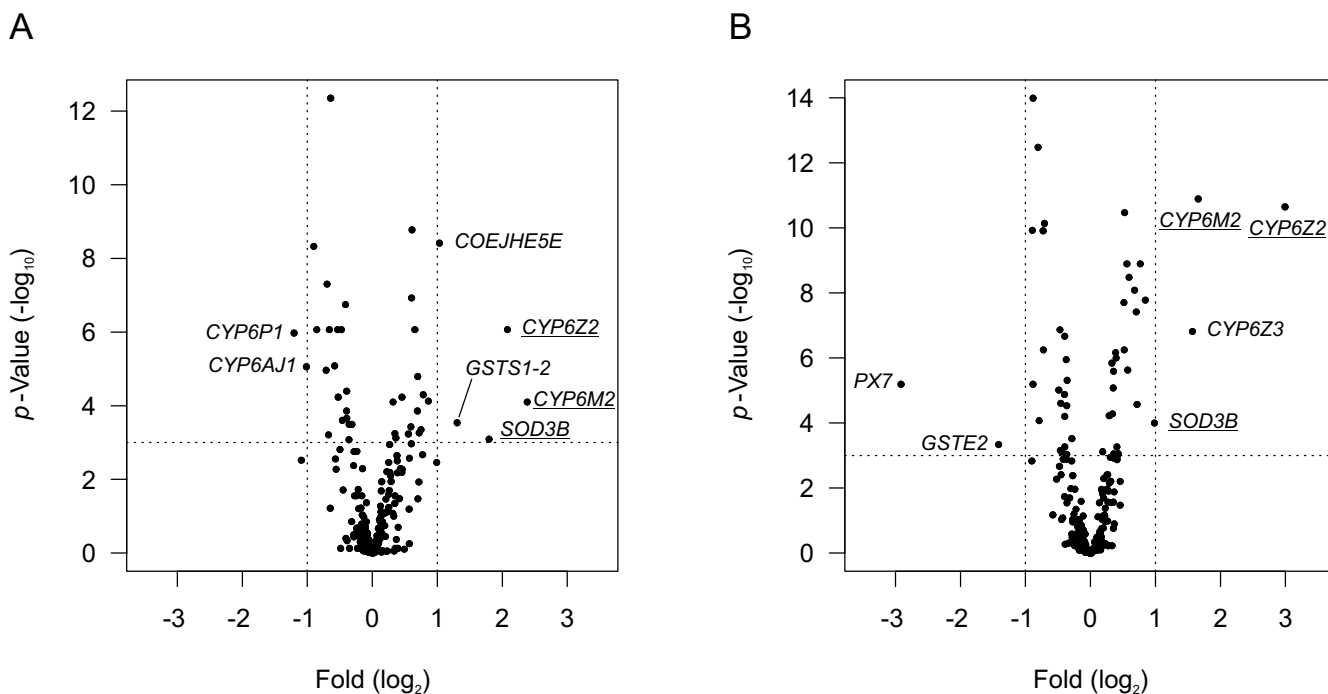 A
B
12
10
8
6
4
2
0
p-Value (-log10)
COEJHE5E
CYP6P1
CYP6Z2
CYP6AJ1
GSTS1-2
CYP6M2
SOD3B
-3 -2 -1 0 1 2 3
Fold (log2)
14
12
10
8
6
4
2
0
p-Value (-log10)
CYP6M2
CYP6Z2
CYP6Z3
PX7
SOD3B
GSTE2
-3 -2 -1 0 1 2 3
Fold (log2)